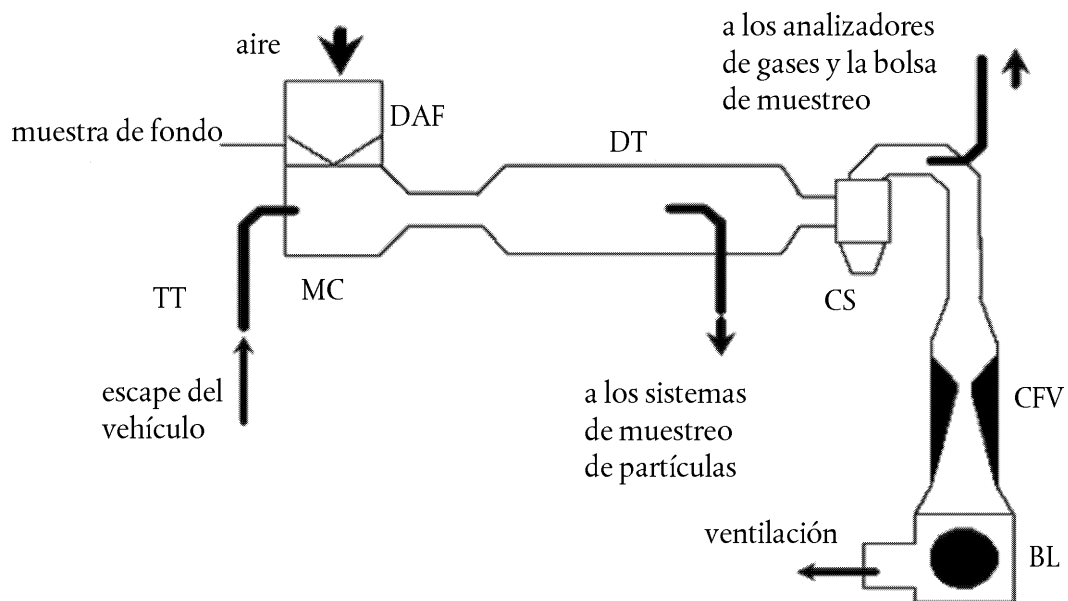 a los analizadores
de gases y la bolsa
de muestreo
aire
DAF
muestra de fondo
DT
TT
MC
CS
escape del
vehículo
a los sistemas
de muestreo
de partículas
CFV
ventilación
BL